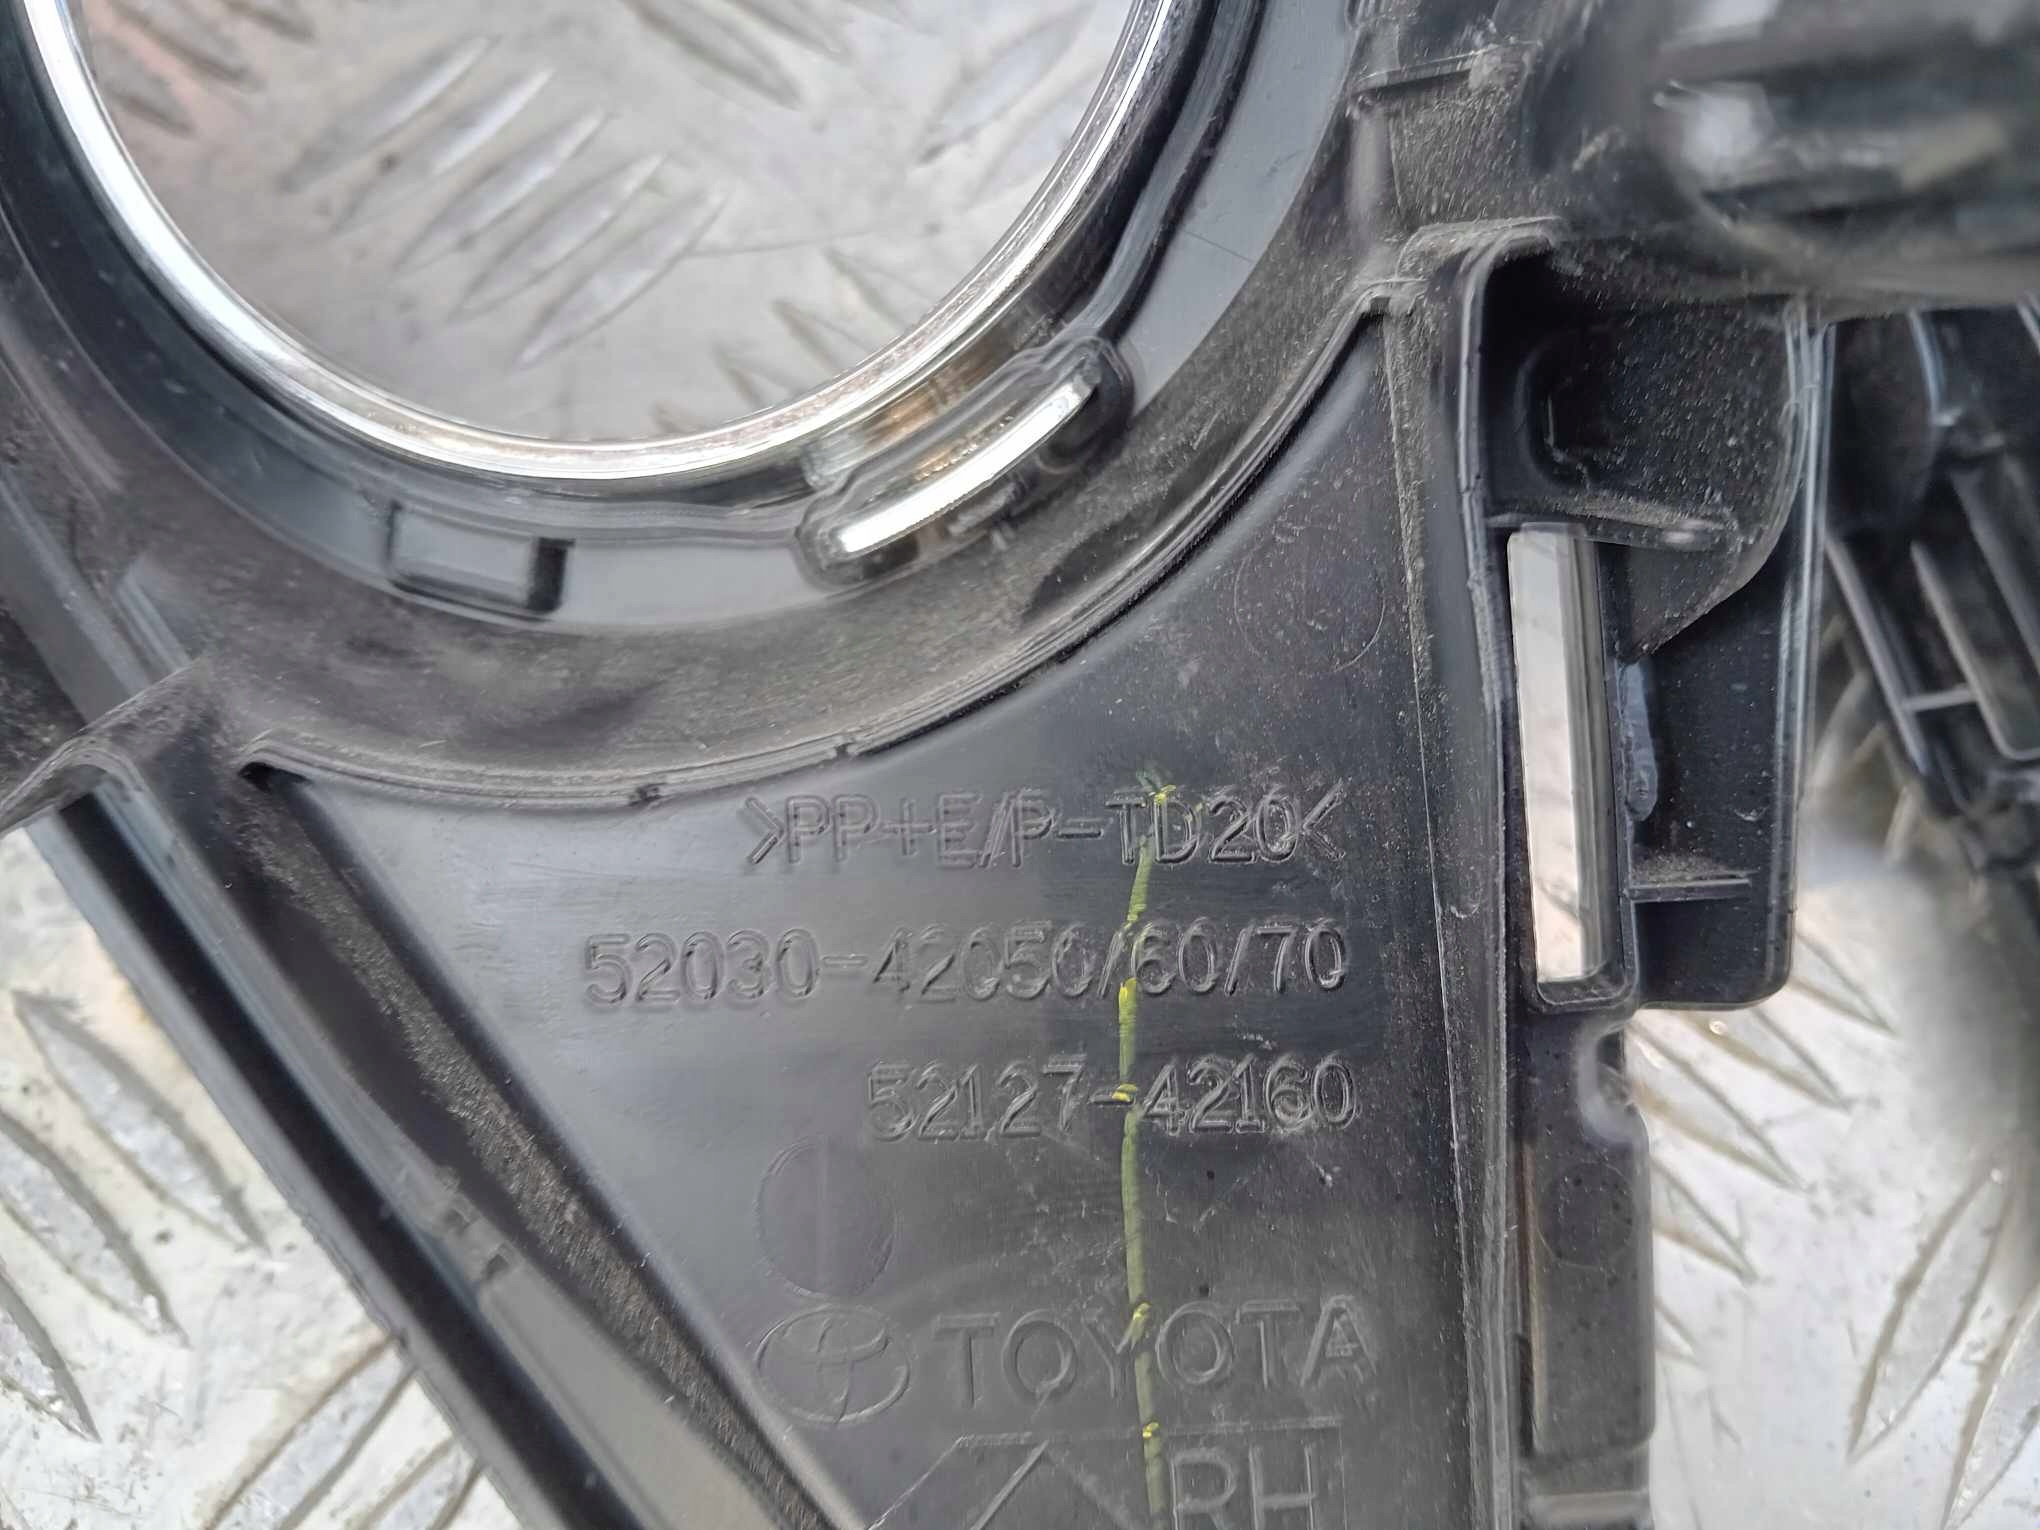 >PP+E/P-TD20<
52030-42050/60/70
52127-42160
TOYOTA
RH